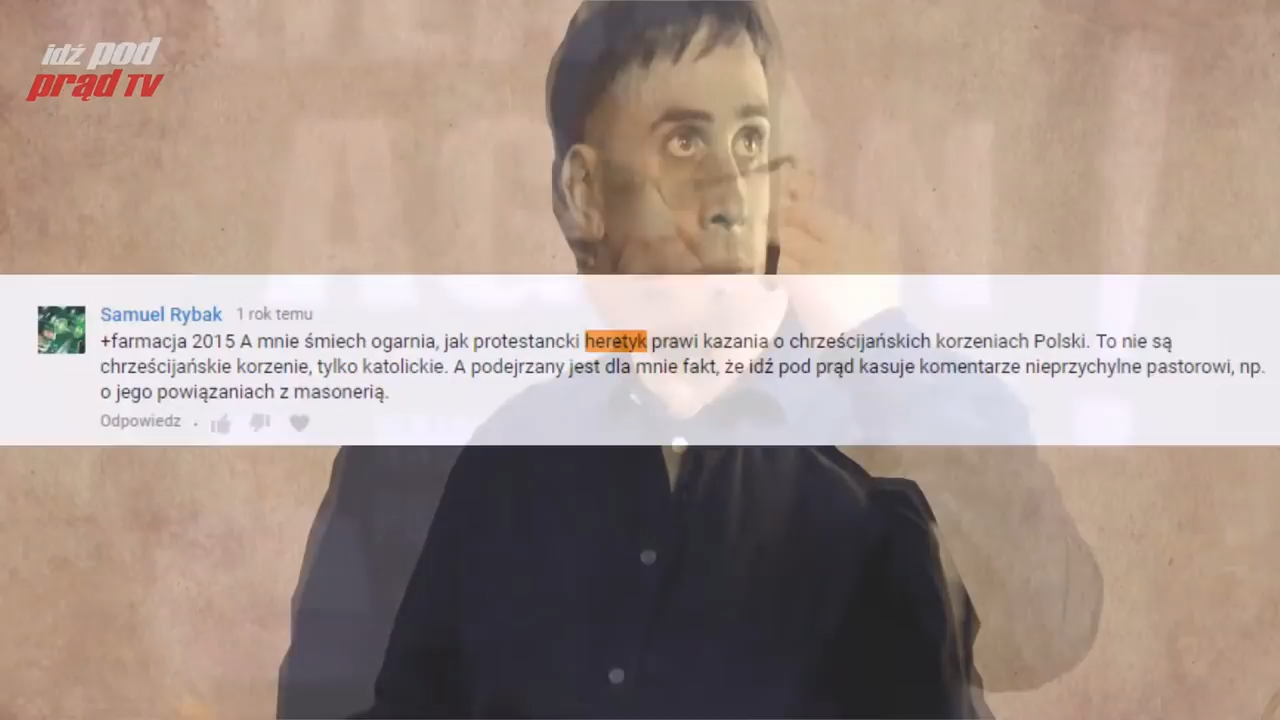 idź pod
prąd TV
Samuel Rybak 1 rok temu
+farmacja 2015 A mnie śmiech ogarnia, jak protestancki heretyk prawi kazania o chrześcijańskich korzeniach Polski. To nie są
chrześcijańskie korzenie, tylko katolickie. A podejrzany jest dla mnie fakt, że idź pod prąd kasuje komentarze nieprzychylne pastorowi, np.
o jego powiązaniach z masonerią.
Odpowiedz